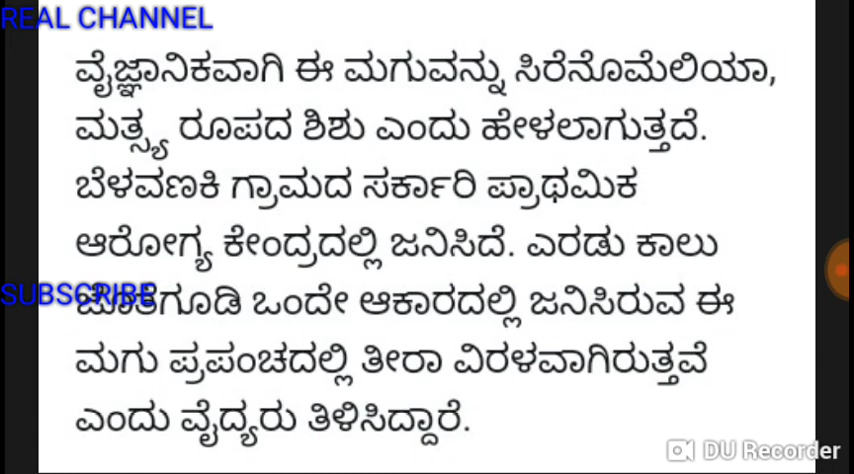 REAL CHANNEL
ವೈಜ್ಞಾನಿಕವಾಗಿ ಈ ಮಗುವನ್ನು ಸಿರೆನೊಮೆಲಿಯಾ,
ಮತ್ಸ್ಯ ರೂಪದ ಶಿಶು ಎಂದು ಹೇಳಲಾಗುತ್ತದೆ.
ಬೆಳವಣಕಿ ಗ್ರಾಮದ ಸರ್ಕಾರಿ ಪ್ರಾಥಮಿಕ
ಆರೋಗ್ಯ ಕೇಂದ್ರದಲ್ಲಿ ಜನಿಸಿದೆ. ಎರಡು ಕಾಲು
SUBSCRIBE
ಒಂದೇ ಆಕಾರದಲ್ಲಿ ಜನಿಸಿರುವ ಈ
ಮಗು ಪ್ರಪಂಚದಲ್ಲಿ ತೀರಾ ವಿರಳವಾಗಿರುತ್ತವೆ
ಎಂದು ವೈದ್ಯರು ತಿಳಿಸಿದ್ದಾರೆ.
DU Recorder